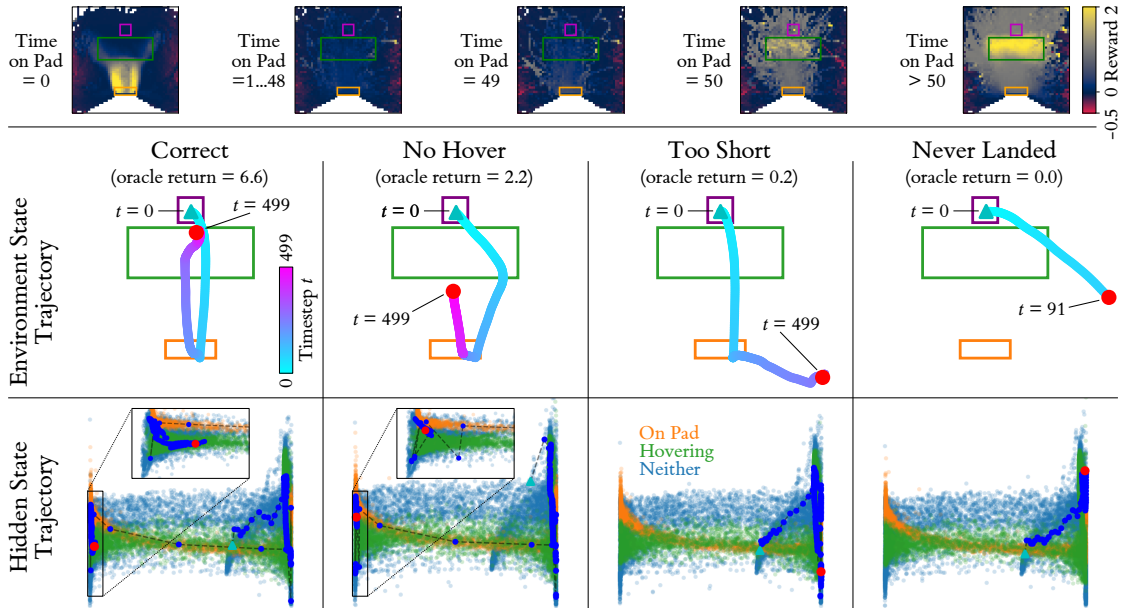 Time
on Pad
= 0
Time
on Pad
=1...48
Time
on Pad
= 49
Time
on Pad
= 50
Time
on Pad
> 50
−0.5 0 Reward 2
Correct
(oracle return = 6.6)
No Hover
(oracle return = 2.2)
Too Short
(oracle return = 0.2)
Never Landed
(oracle return = 0.0)
Environment State
Trajectory
t = 0
t = 499
0 Timestep t 499
t = 0
t = 499
t = 0
t = 499
t = 0
t = 91
Hidden State
Trajectory
On Pad
Hovering
Neither